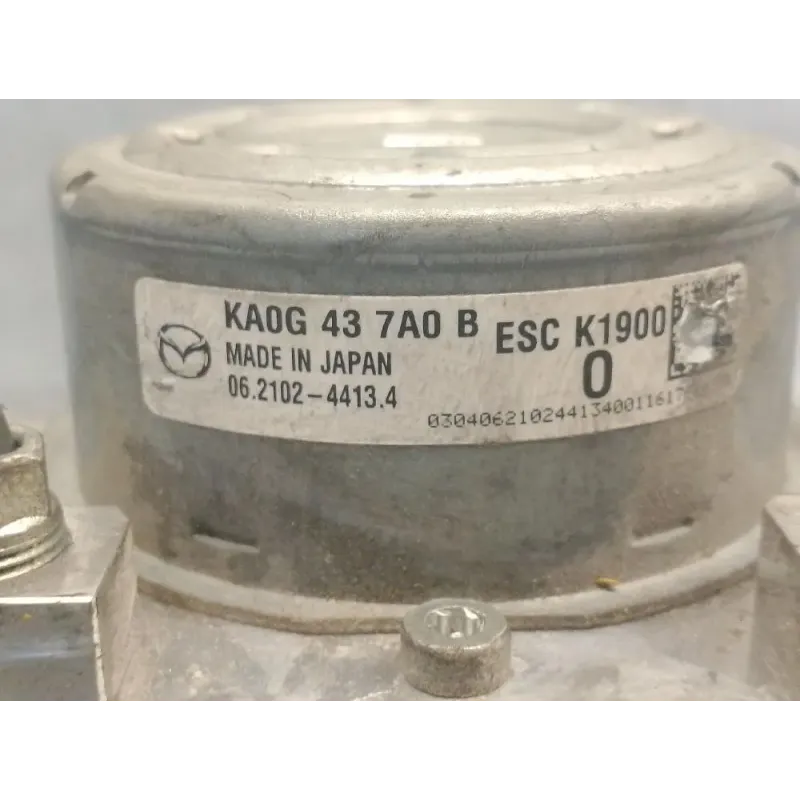 KA0G 43 7A0 B ESC K1900
MADE IN JAPAN 0
06.2102-4413.4
0304062102441340011617